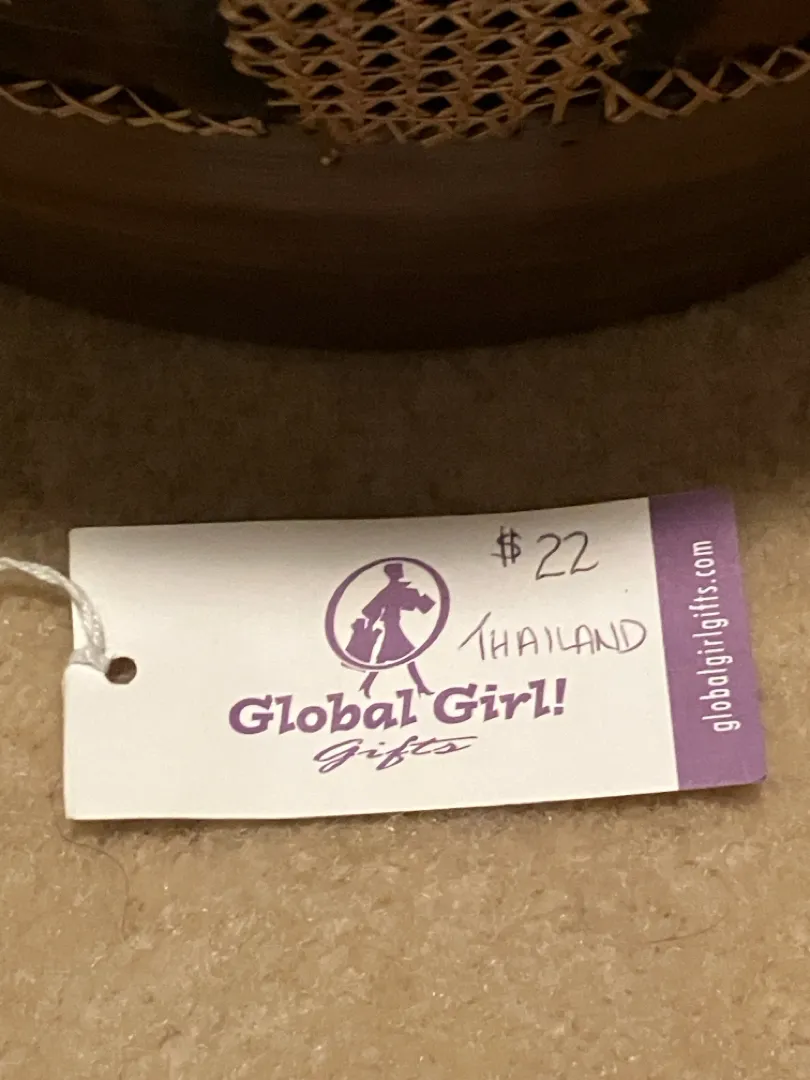 $22
THAILAND
Global Girl!
Gifts
globalgirlgifts.com